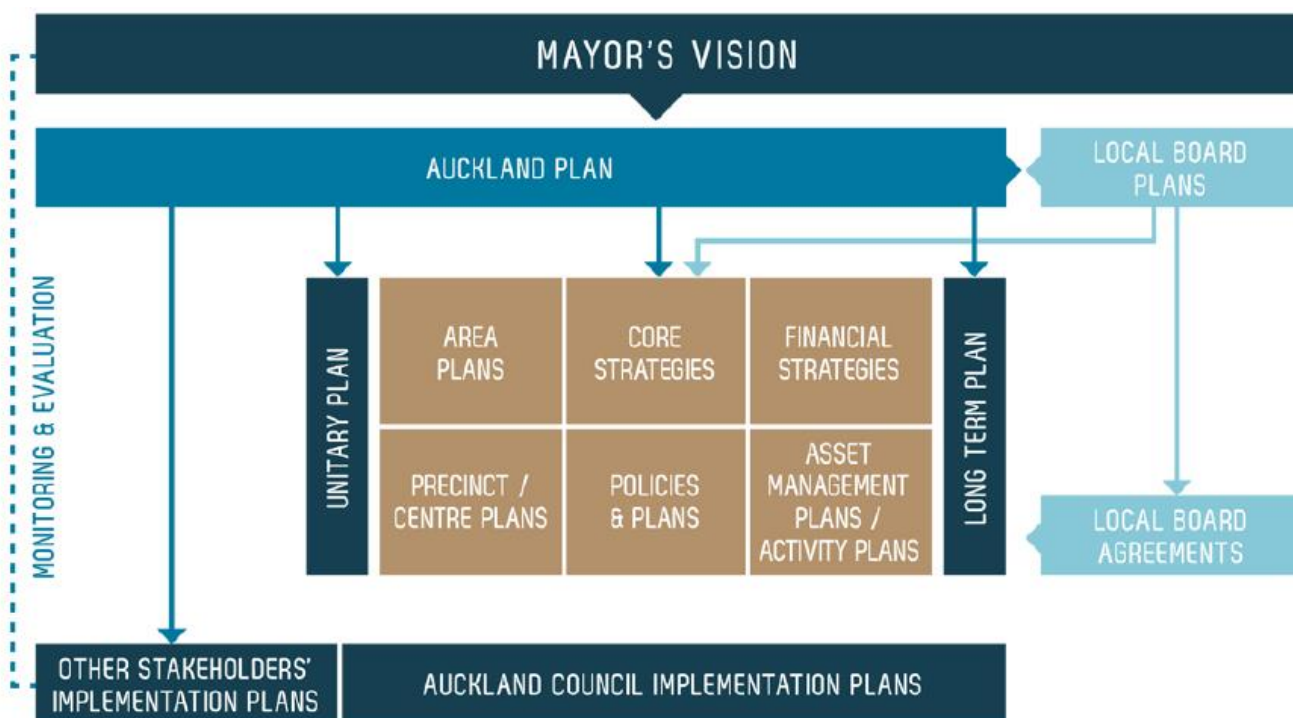 MAYOR'S VISION
AUCKLAND PLAN
LOCAL BOARD
PLANS
MONITORING & EVALUATION
UNITARY PLAN
AREA
PLANS
CORE
STRATEGIES
FINANCIAL
STRATEGIES
LONG TERM PLAN
PRECINCT /
CENTRE PLANS
POLICIES
& PLANS
ASSET
MANAGEMENT
PLANS /
ACTIVITY PLANS
LOCAL BOARD
AGREEMENTS
OTHER STAKEHOLDERS'
IMPLEMENTATION PLANS
AUCKLAND COUNCIL IMPLEMENTATION PLANS